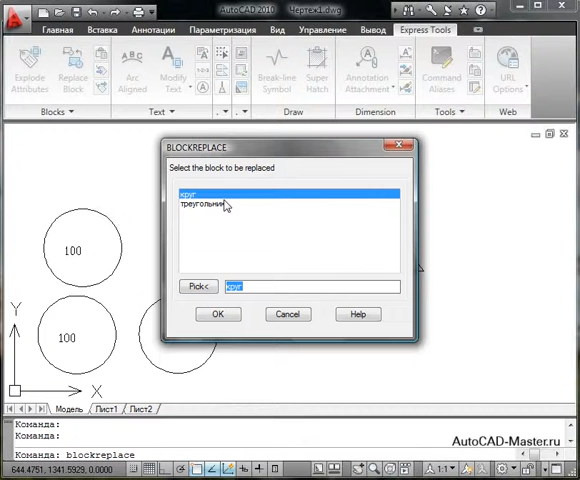 AutoCAD 2010 Чертеж1.dwg
Главная Вставка Аннотации Параметризация Вид Управление Вывод Express Tools
Explode Attributes
Replace Block
Arc Aligned
Modify Text
Break-line Symbol
Super Hatch
Annotation Attachment
Command Aliases
URL Options
Blocks Text Draw Dimension Tools Web
BLOCKREPLACE
Select the block to be replaced
круг
треугольник
Pick< круг
OK Cancel Help
100
100
Y
X
Модель Лист1 Лист2
Команда:
Команда:
Команда: blockreplace
AutoCAD-Master.ru
644.4751, 1341.5929, 0.0000
1:1